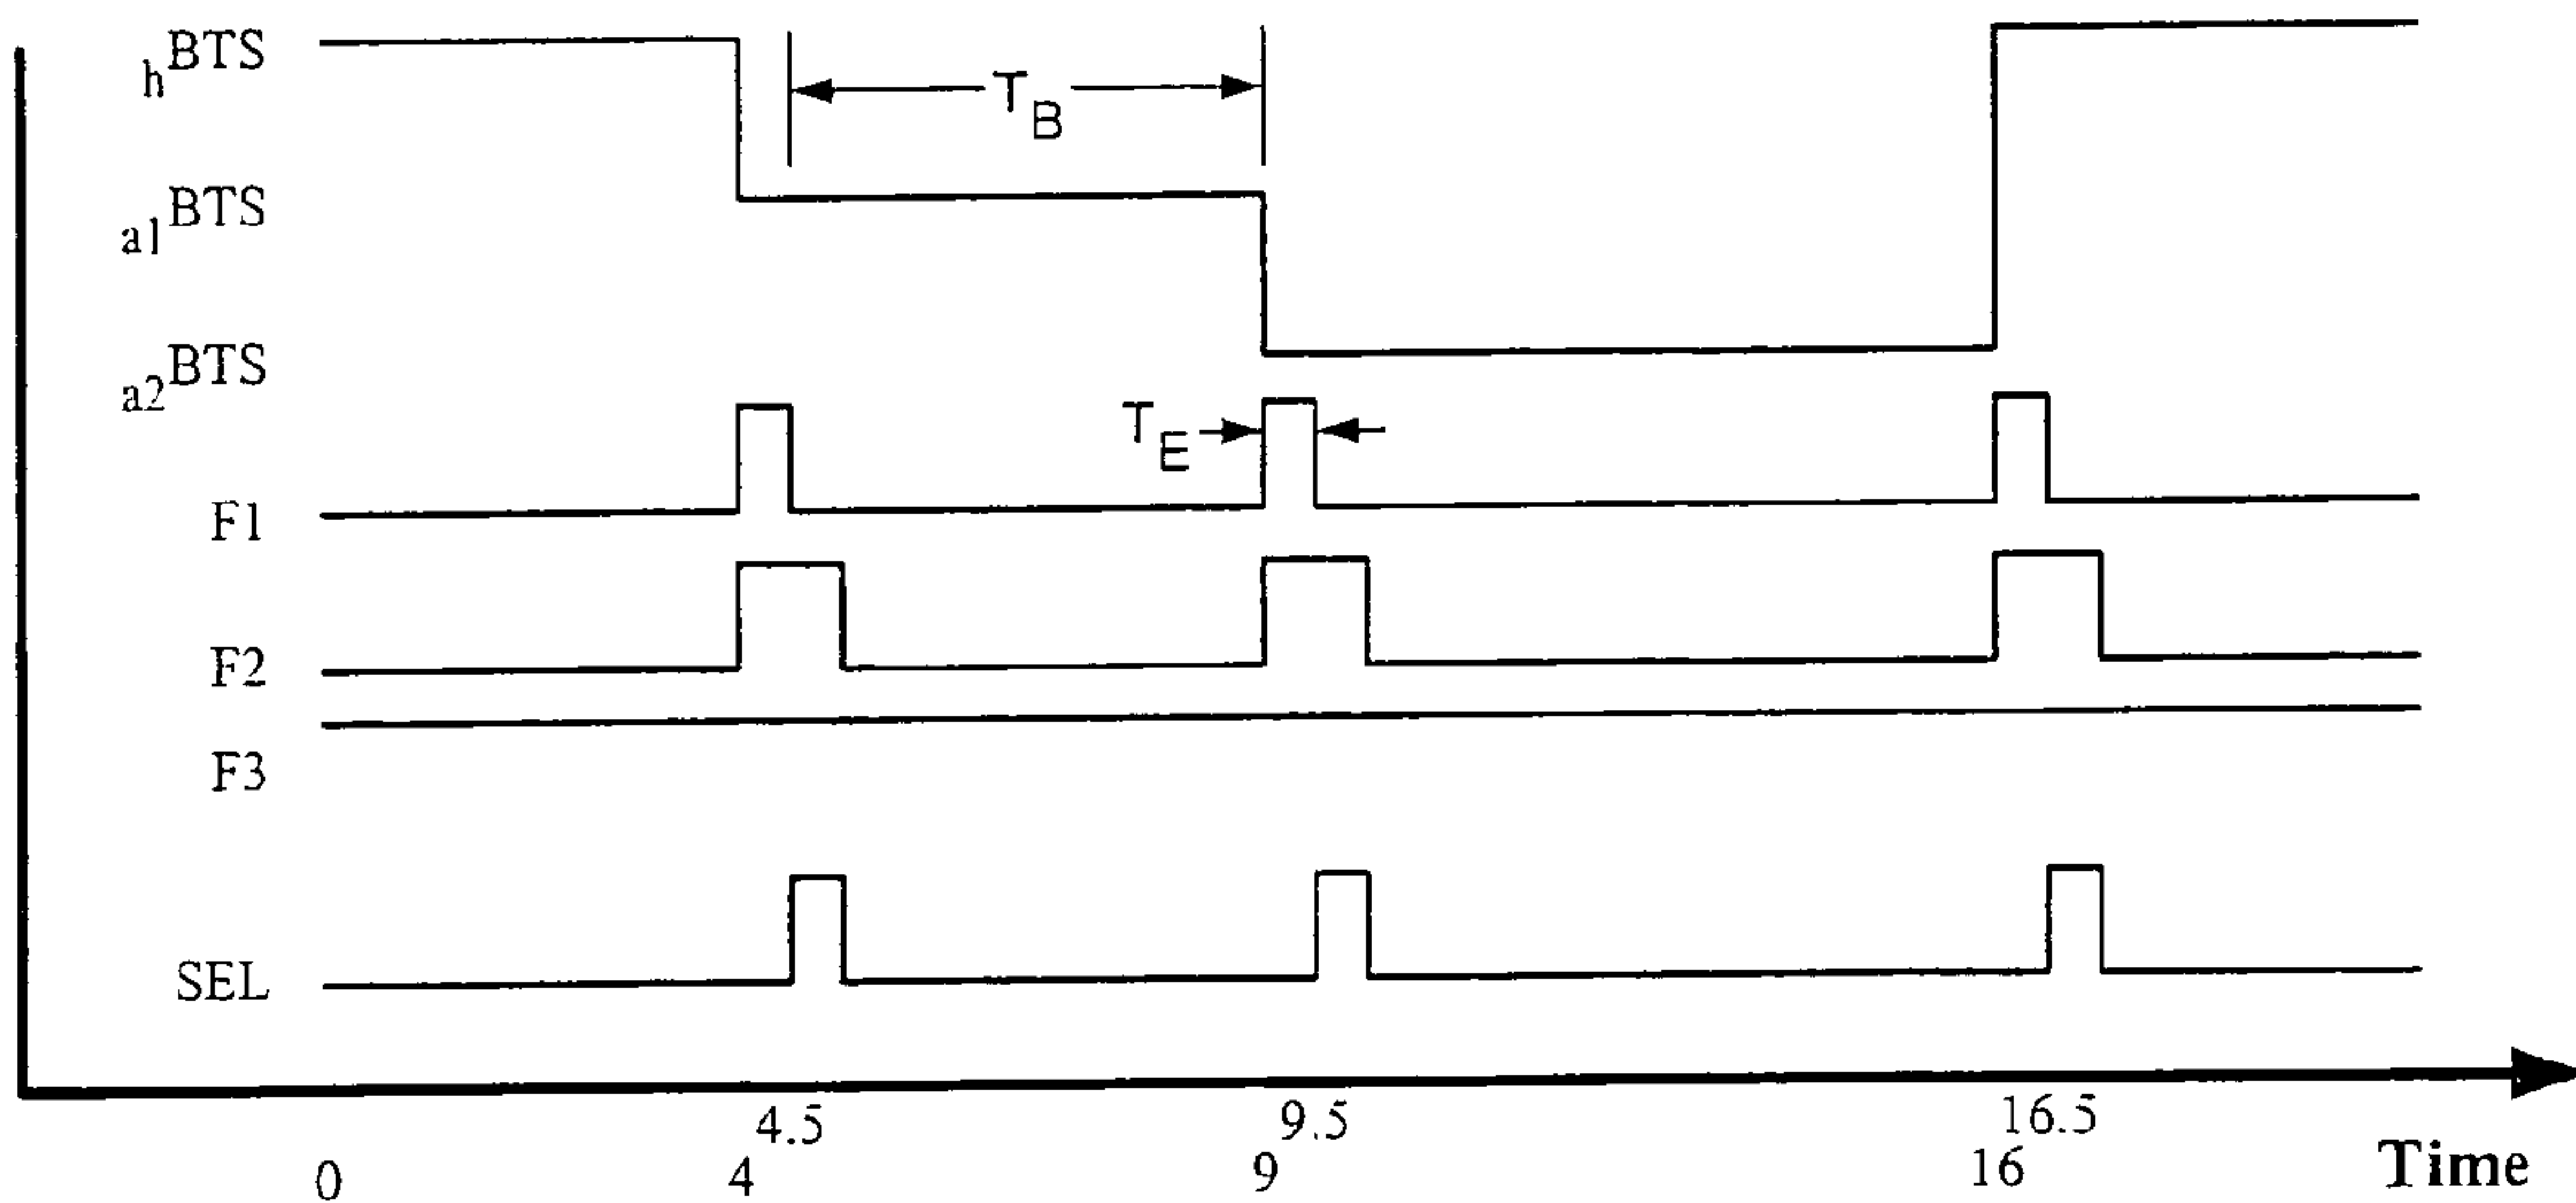 hBTS
TB
a1BTS
a2BTS
TE
F1
F2
F3
SEL
4.5 9.5 16.5
0 4 9 16 Time